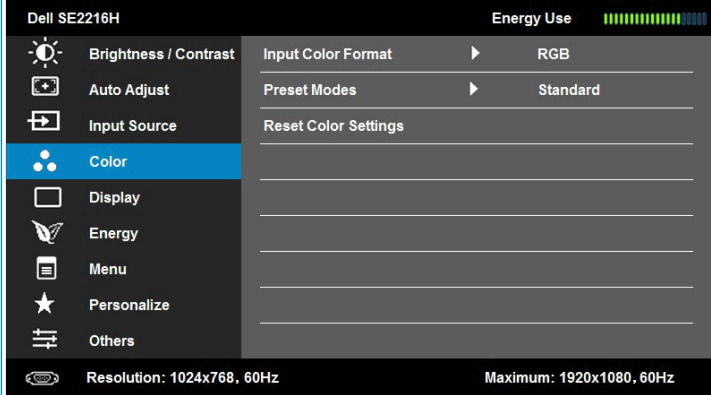 Dell SE2216H Energy Use
Brightness / Contrast Input Color Format RGB
Auto Adjust Preset Modes Standard
Input Source Reset Color Settings
Color
Display
Energy
Menu
Personalize
Others
Resolution: 1024x768, 60Hz Maximum: 1920x1080, 60Hz